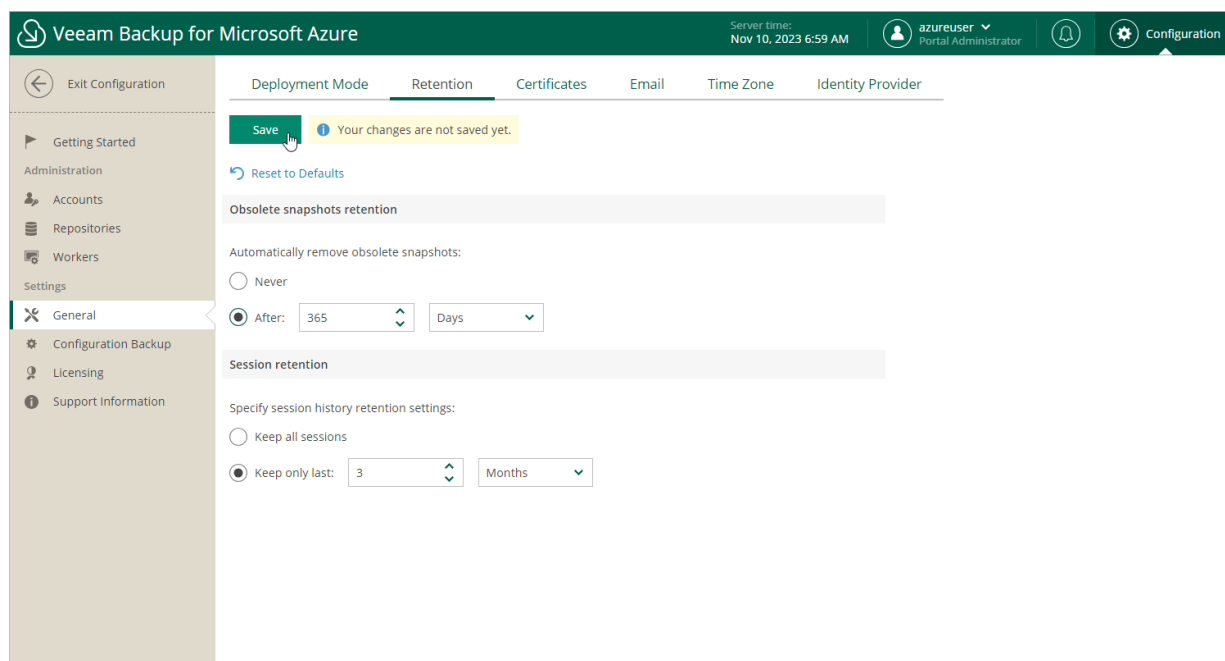 Veeam Backup for Microsoft Azure
Server time:
Nov 10, 2023 6:59 AM
azureuser
Portal Administrator
Configuration
Exit Configuration
Getting Started
Administration
Accounts
Repositories
Workers
Settings
General
Configuration Backup
Licensing
Support Information
Deployment Mode Retention Certificates Email Time Zone Identity Provider
Save Your changes are not saved yet.
Reset to Defaults
Obsolete snapshots retention
Automatically remove obsolete snapshots:
Never
After: 365 Days
Session retention
Specify session history retention settings:
Keep all sessions
Keep only last: 3 Months